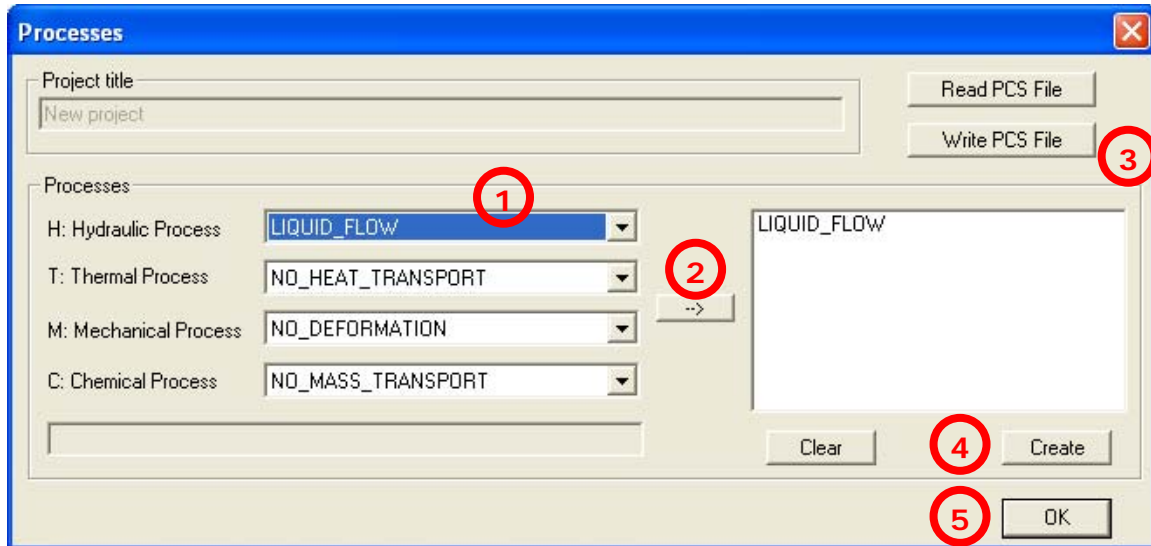 Processes
Project title
New project
Read PCS File
Write PCS File
3
Processes
1
H: Hydraulic Process
LIQUID_FLOW
LIQUID_FLOW
2
T: Thermal Process
NO_HEAT_TRANSPORT
-->
M: Mechanical Process
NO_DEFORMATION
C: Chemical Process
NO_MASS_TRANSPORT
Clear
4
Create
5
OK